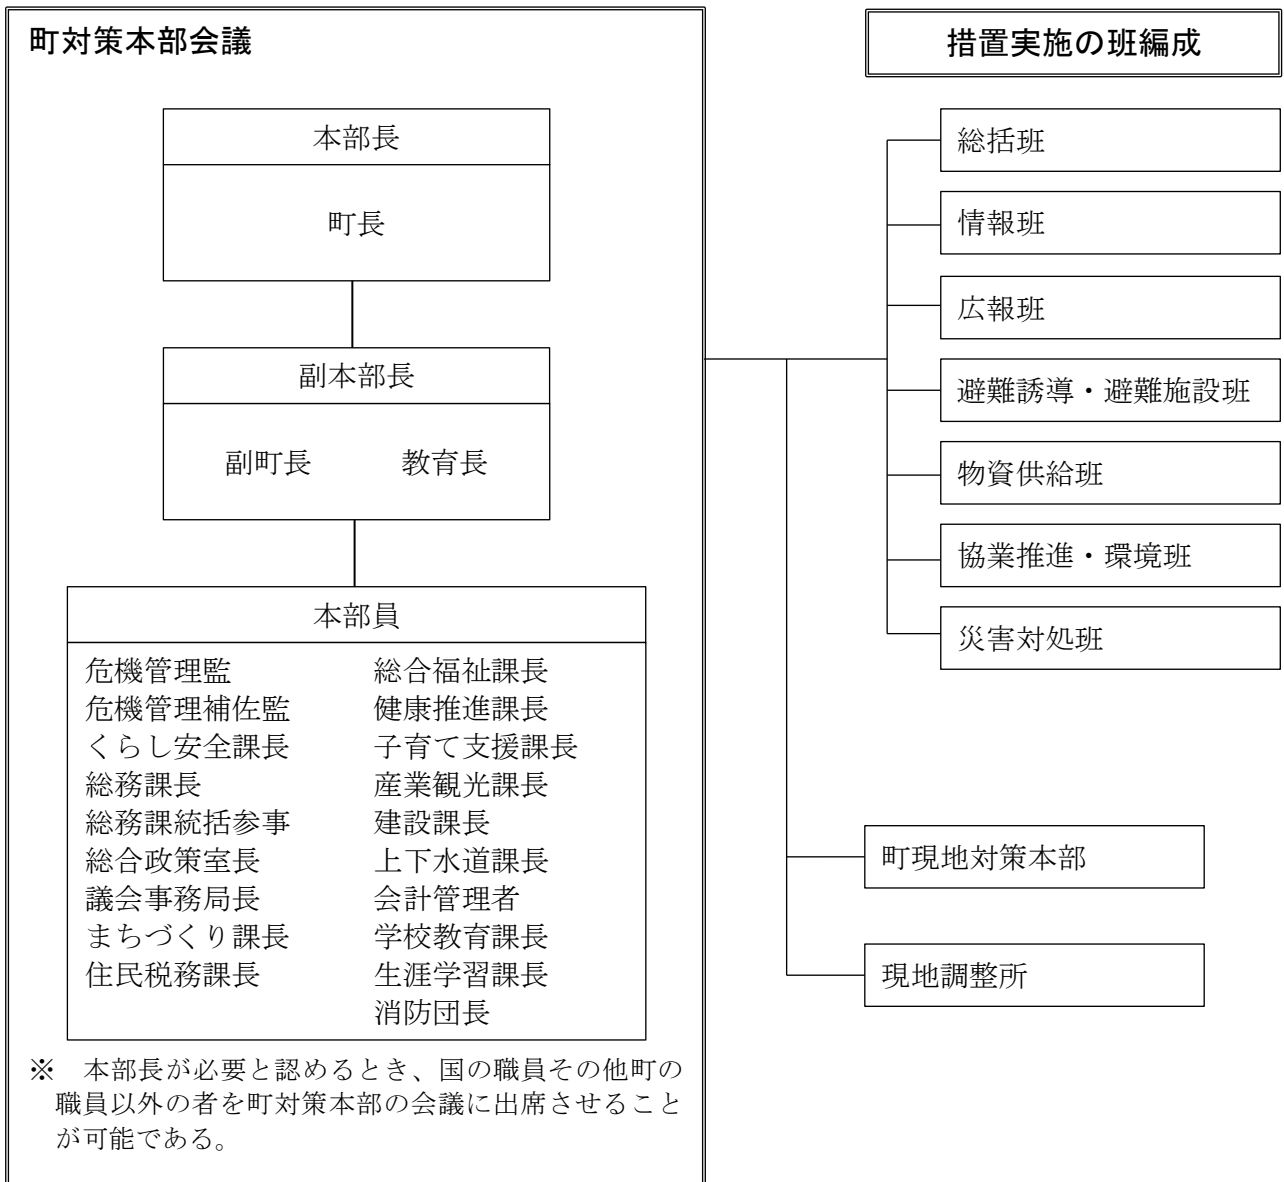 町対策本部会議
本部長
町長
副本部長
副町長　教育長
本部員
危機管理監
危機管理補佐監
くらし安全課長
総務課長
総務課統括参事
総合政策室長
議会事務局長
まちづくり課長
住民税務課長
総合福祉課長
健康推進課長
子育て支援課長
産業観光課長
建設課長
上下水道課長
会計管理者
学校教育課長
生涯学習課長
消防団長
※　本部長が必要と認めるとき、国の職員その他町の
職員以外の者を町対策本部の会議に出席させること
が可能である。
措置実施の班編成
総括班
情報班
広報班
避難誘導・避難施設班
物資供給班
協業推進・環境班
災害対処班
町現地対策本部
現地調整所